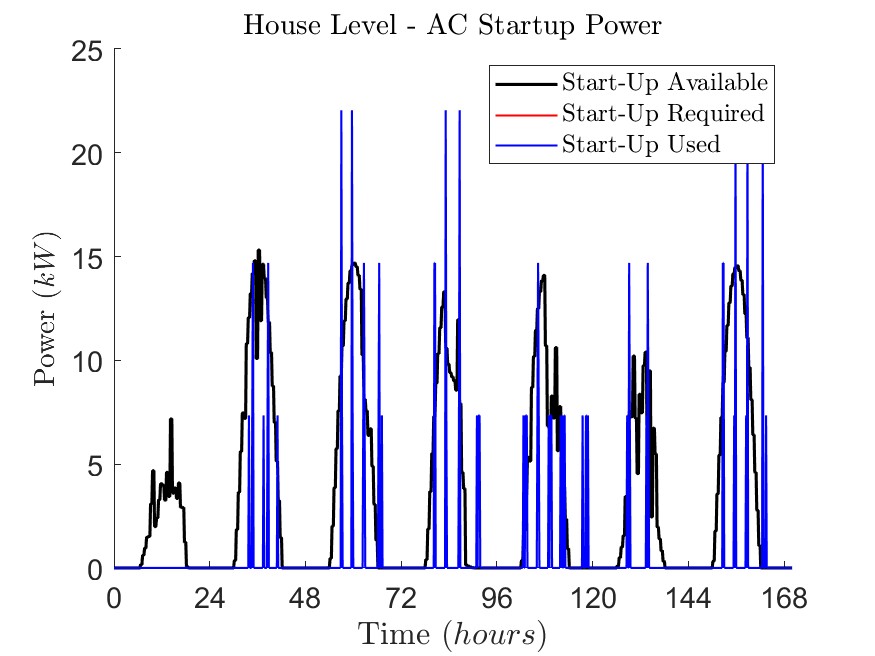 House Level - AC Startup Power
25
20
15
10
5
0
Power (kW)
Start-Up Available
Start-Up Required
Start-Up Used
0 24 48 72 96 120 144 168
Time (hours)